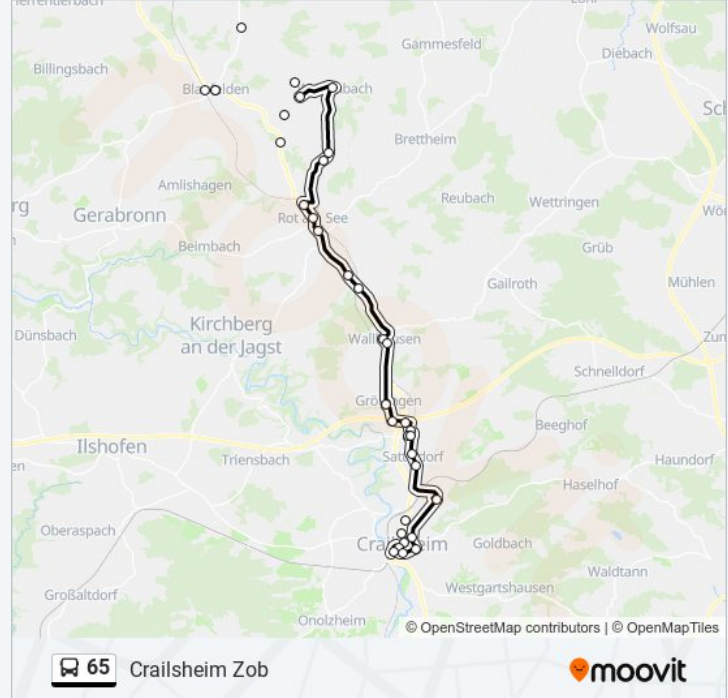 Wolfsau
Gammesfeld
Diebach
Billingsbach
Brettheim
Amlishagen
Reubach
Wettringen
Gerabronn
Beimbach
Grüb
Gailroth
Mühlen
Kirchberg
an der Jagst
Dünsbach
Schnelldorf
Beeghof
Ilshofen
Triensbach
Haundorf
Haselhof
Oberaspach
Goldbach
Waldtann
Westgartshausen
Großaltdorf
Onolzheim
© OpenStreetMap contributors | © OpenMapTiles
65 Crailsheim Zob
moovit